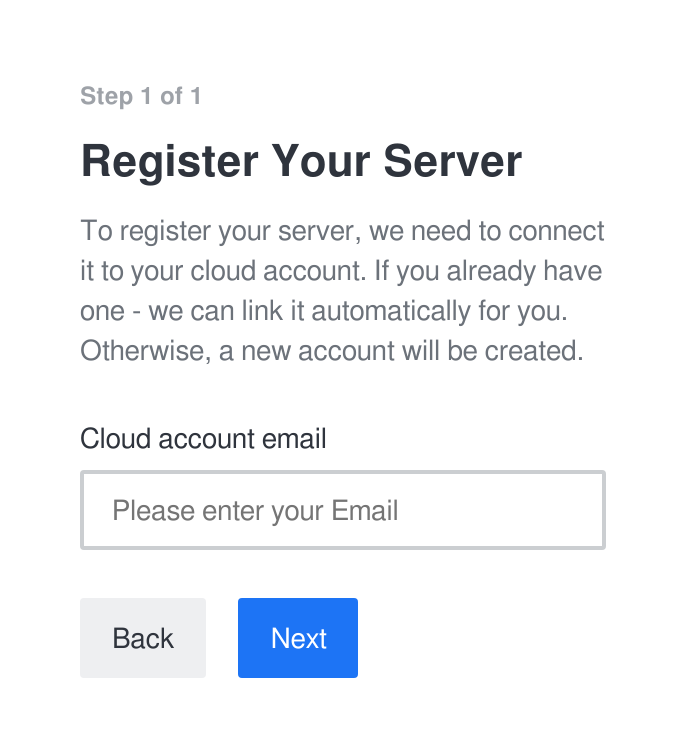 Step 1 of 1
Register Your Server
To register your server, we need to connect
it to your cloud account. If you already have
one - we can link it automatically for you.
Otherwise, a new account will be created.
Cloud account email
Please enter your Email
Back
Next